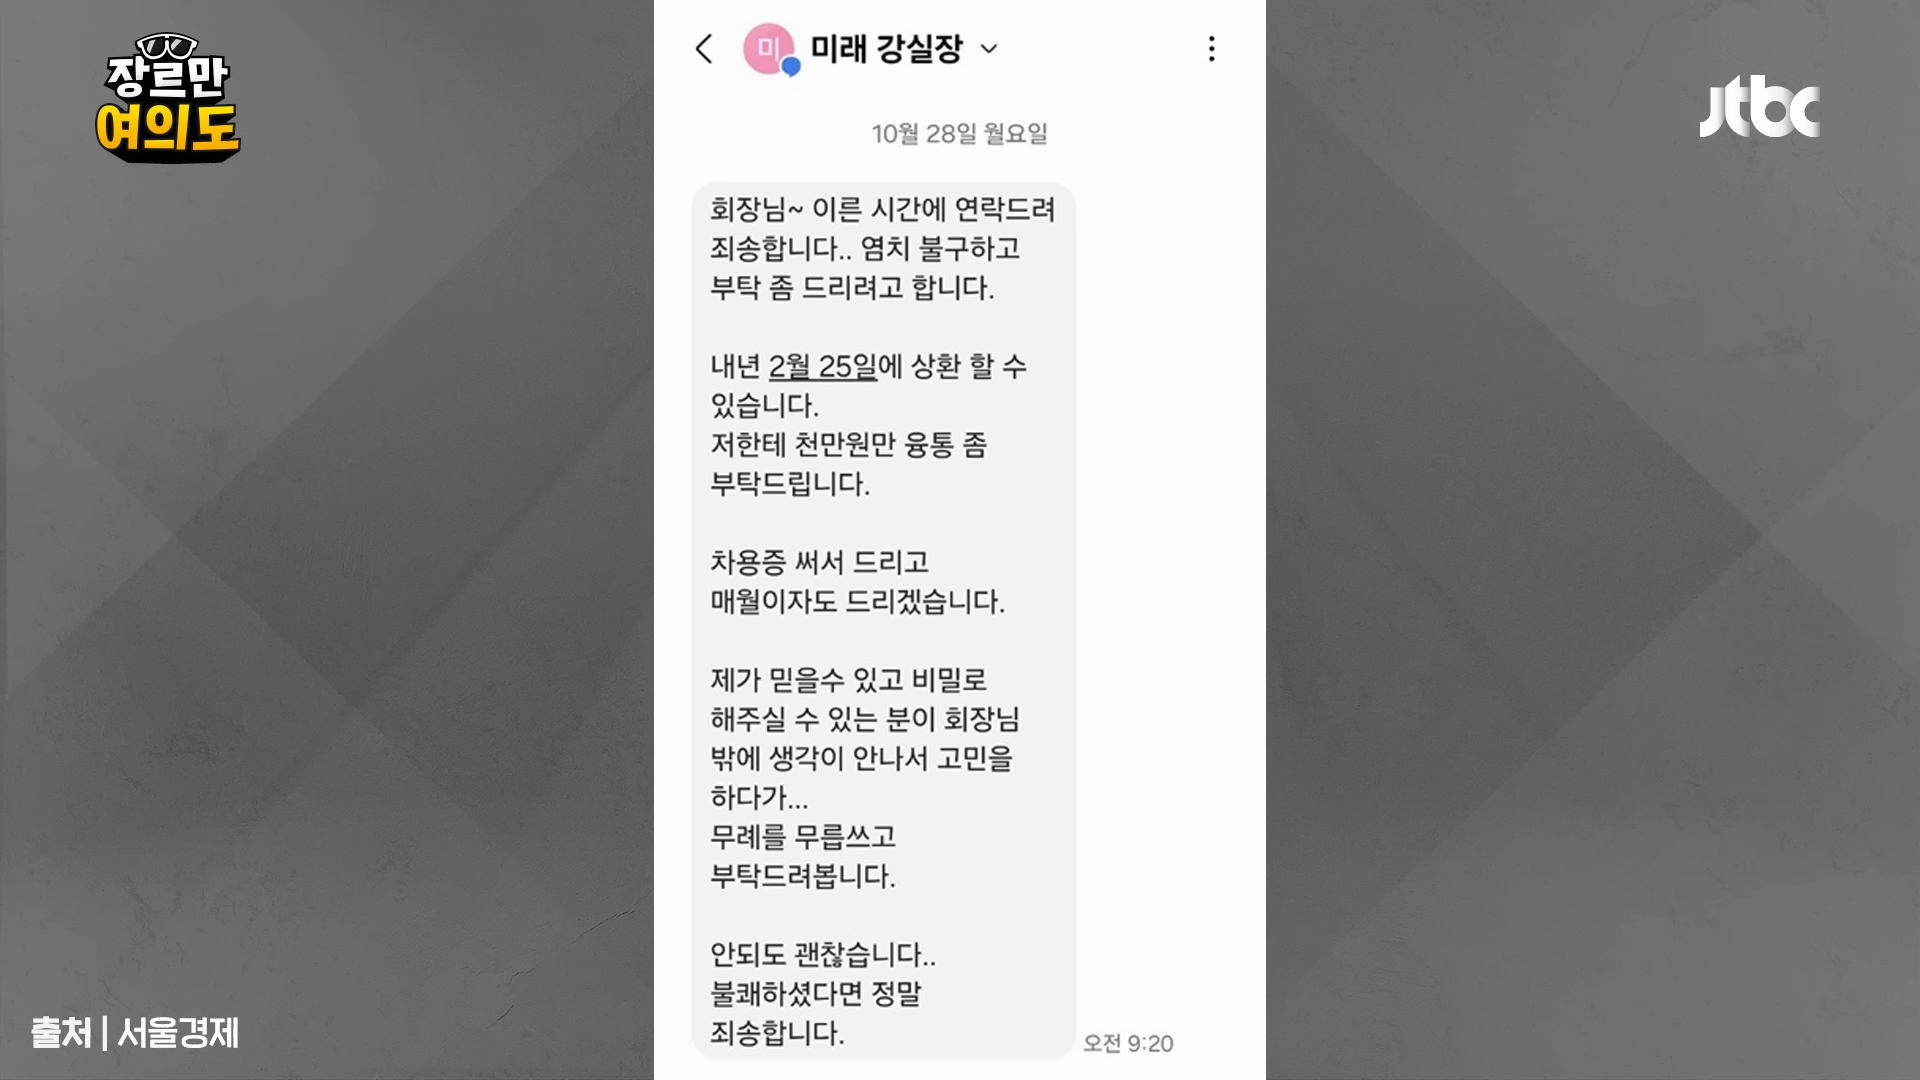 장르만
여의도
jtbc
미
미래 강실장
10월 28일 월요일
회장님~ 이른 시간에 연락드려
죄송합니다.. 염치 불구하고
부탁 좀 드리려고 합니다.
내년 2월 25일에 상환 할 수
있습니다.
저한테 천만원만 융통 좀
부탁드립니다.
차용증 써서 드리고
매월이자도 드리겠습니다.
제가 믿을수 있고 비밀로
해주실 수 있는 분이 회장님
밖에 생각이 안나서 고민을
하다가...
무례를 무릅쓰고
부탁드려봅니다.
안되도 괜찮습니다..
불쾌하셨다면 정말
죄송합니다.
오전 9:20
출처 | 서울경제